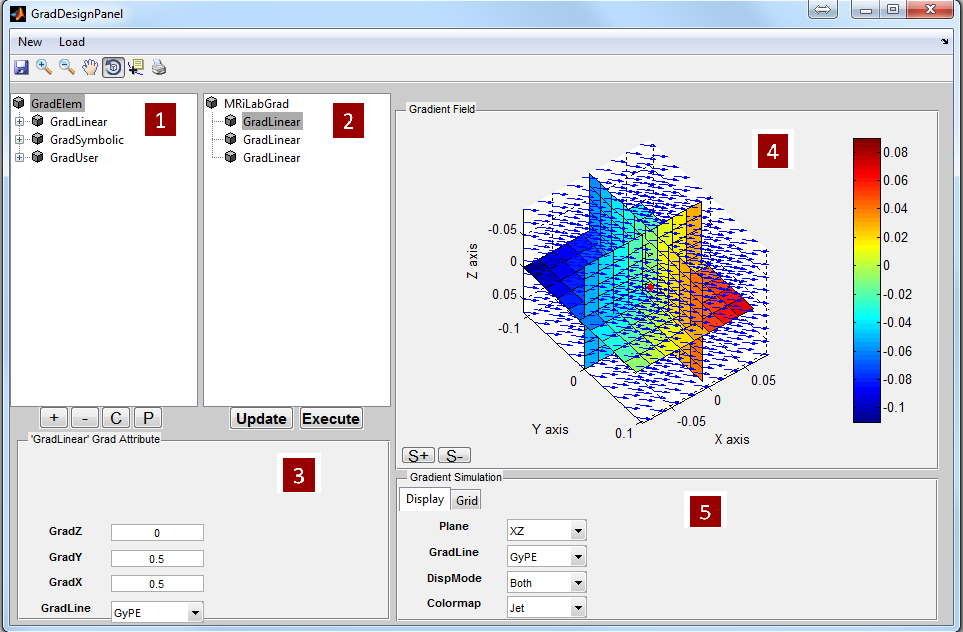 GradDesignPanel
New Load
GradElem
GradLinear
GradSymbolic
GradUser
1
MRiLabGrad
GradLinear
GradLinear
GradLinear
2
+ - C P
Update Execute
'GradLinear' Grad Attribute
3
GradZ 0
GradY 0.5
GradX 0.5
GradLine GyPE
Gradient Field
4
Z axis
-0.05
0
0.05
-0.1
0
0.1
Y axis
-0.05
0
0.05
X axis
0.08
0.06
0.04
0.02
0
-0.02
-0.04
-0.06
-0.08
-0.1
S+ S-
Gradient Simulation
Display Grid
5
Plane XZ
GradLine GyPE
DispMode Both
Colormap Jet